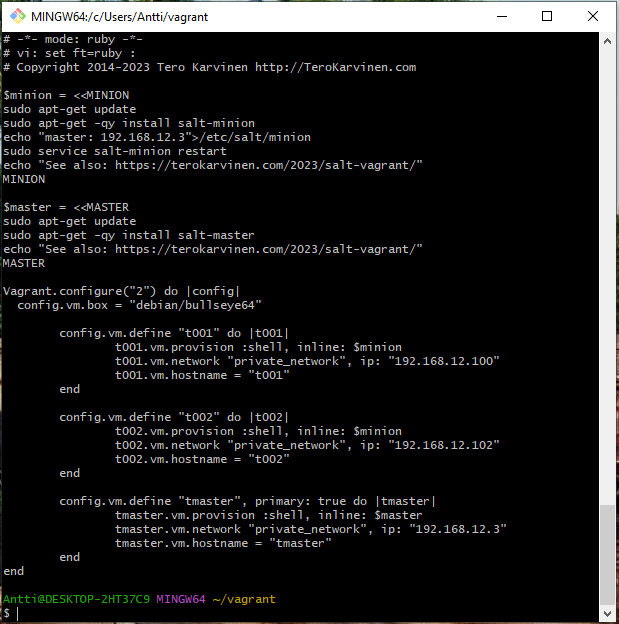 MINGW64:/c/Users/Antti/vagrant
# -*- mode: ruby -*-
# vi: set ft=ruby :
# Copyright 2014-2023 Tero Karvinen http://TeroKarvinen.com

$minion = <<MINION
sudo apt-get update
sudo apt-get -qy install salt-minion
echo "master: 192.168.12.3">/etc/salt/minion
sudo service salt-minion restart
echo "See also: https://terokarvinen.com/2023/salt-vagrant/"
MINION

$master = <<MASTER
sudo apt-get update
sudo apt-get -qy install salt-master
echo "See also: https://terokarvinen.com/2023/salt-vagrant/"
MASTER

Vagrant.configure("2") do |config|
  config.vm.box = "debian/bullseye64"

        config.vm.define "t001" do |t001|
                t001.vm.provision :shell, inline: $minion
                t001.vm.network "private_network", ip: "192.168.12.100"
                t001.vm.hostname = "t001"
        end

        config.vm.define "t002" do |t002|
                t002.vm.provision :shell, inline: $minion
                t002.vm.network "private_network", ip: "192.168.12.102"
                t002.vm.hostname = "t002"
        end

        config.vm.define "tmaster", primary: true do |tmaster|
                tmaster.vm.provision :shell, inline: $master
                tmaster.vm.network "private_network", ip: "192.168.12.3"
                tmaster.vm.hostname = "tmaster"
        end
end

Antti@DESKTOP-2HT37C9 MINGW64 ~/vagrant
$